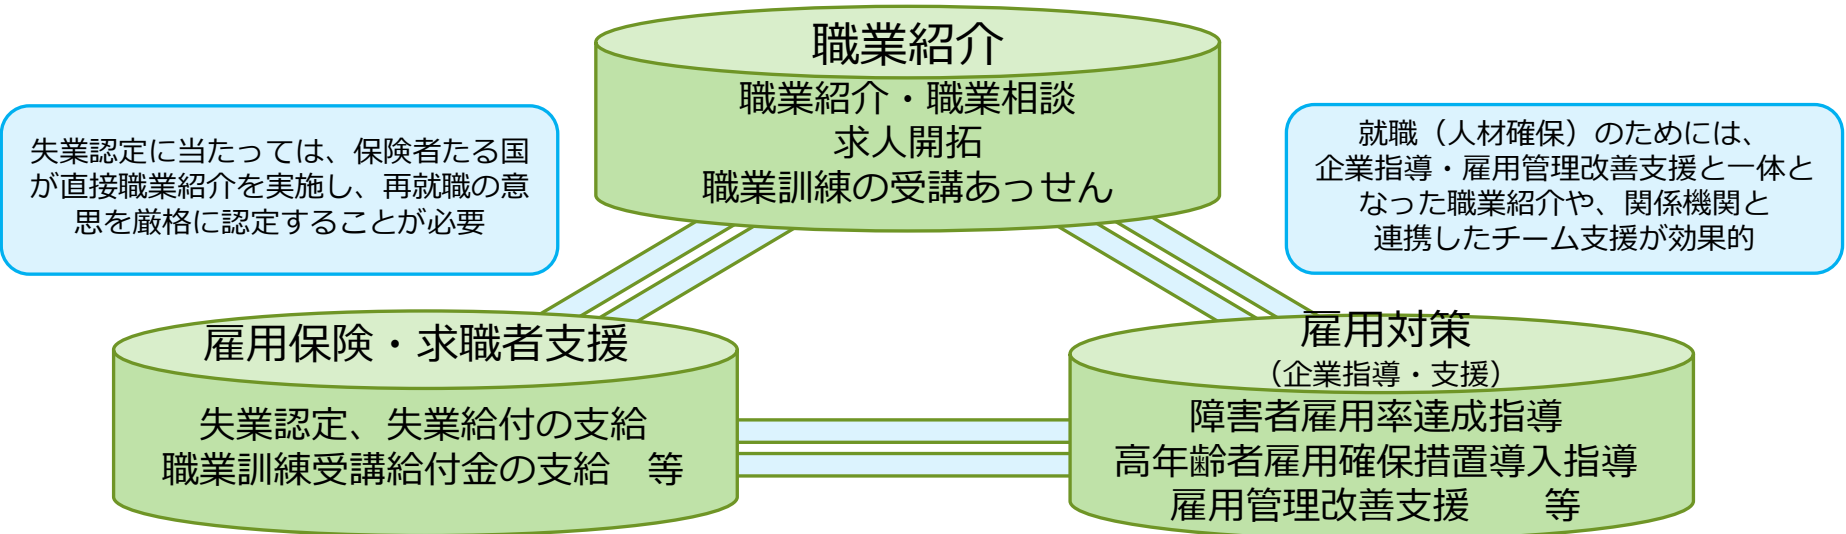 職業紹介
職業紹介・職業相談
求人開拓
職業訓練の受講あっせん
失業認定に当たっては、保険者たる国
が直接職業紹介を実施し、再就職の意
思を厳格に認定することが必要
就職（人材確保）のためには、
企業指導・雇用管理改善支援と一体と
なった職業紹介や、関係機関と
連携したチーム支援が効果的
雇用保険・求職者支援
失業認定、失業給付の支給
職業訓練受講給付金の支給　等
雇用対策
（企業指導・支援）
障害者雇用率達成指導
高年齢者雇用確保措置導入指導
雇用管理改善支援　　等